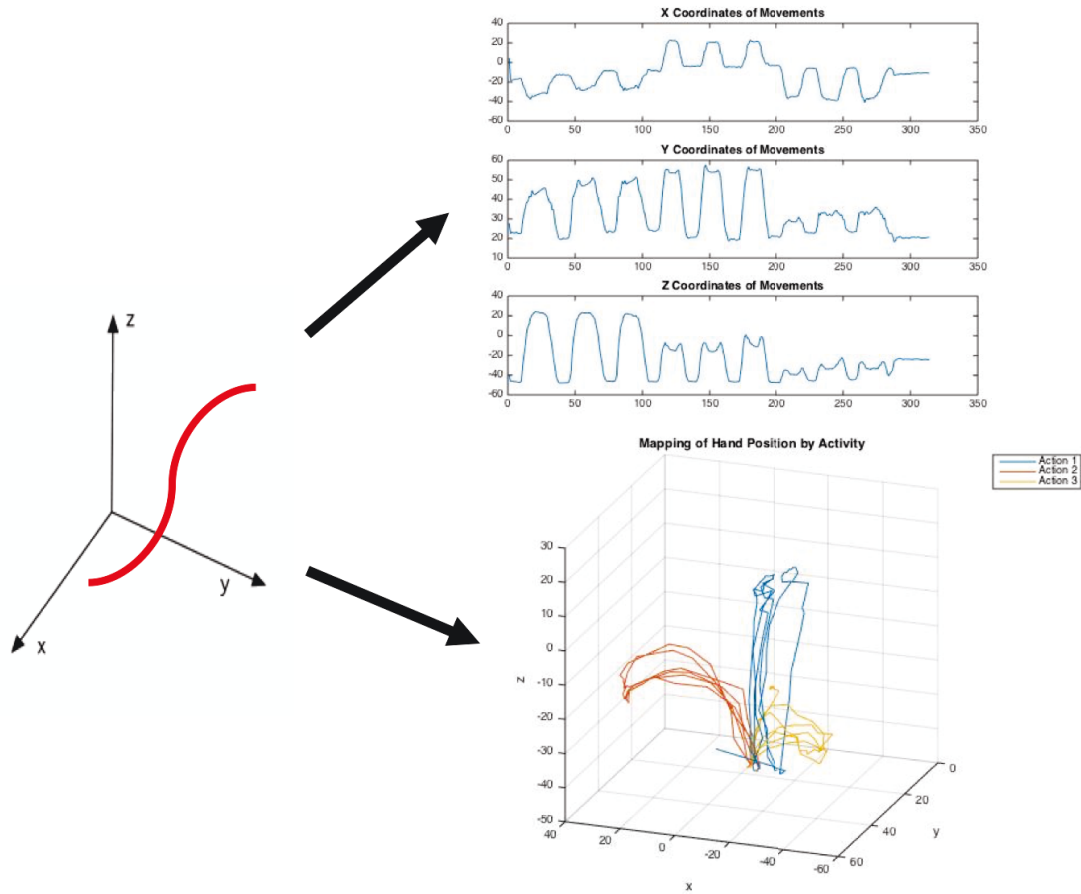 X Coordinates of Movements
40
20
0
-20
-40
-60
0 50 100 150 200 250 300 350
Y Coordinates of Movements
60
50
40
30
20
10
0 50 100 150 200 250 300 350
Z Coordinates of Movements
40
20
0
-20
-40
-60
0 50 100 150 200 250 300 350
z
y
x
Mapping of Hand Position by Activity
Action 1
Action 2
Action 3
30
20
10
0
-10
-20
-30
-40
-50
z
40 20 0 -20 -40 -60
x
0
20
40
60
y